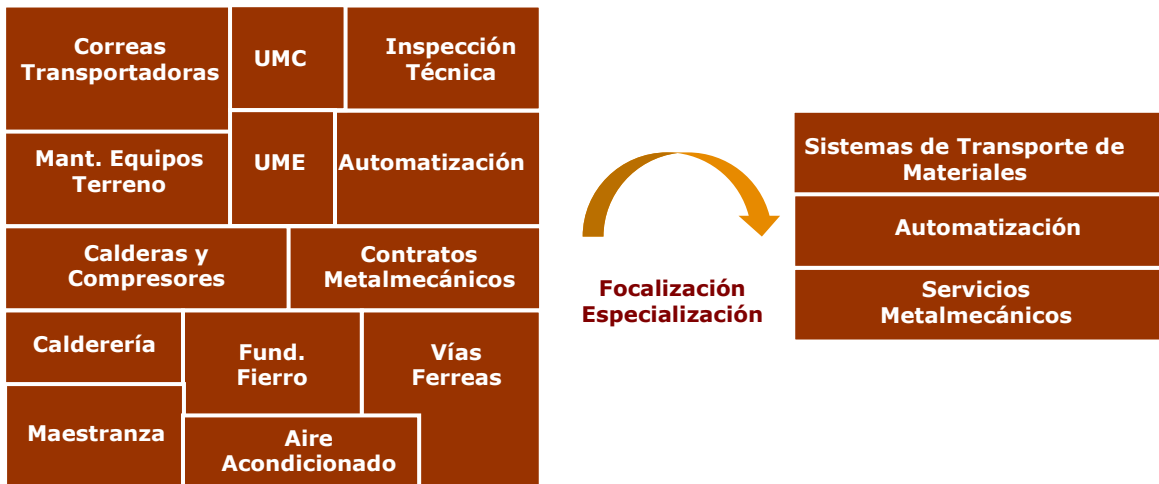 Correas
Transportadoras
UMC
Inspección
Técnica
Mant. Equipos
Terreno
UME
Automatización
Calderas y
Compresores
Contratos
Metalmecánicos
Calderería
Fund.
Fierro
Vías
Ferreas
Maestranza
Aire
Acondicionado
Focalización
Especialización
Sistemas de Transporte de
Materiales
Automatización
Servicios
Metalmecánicos